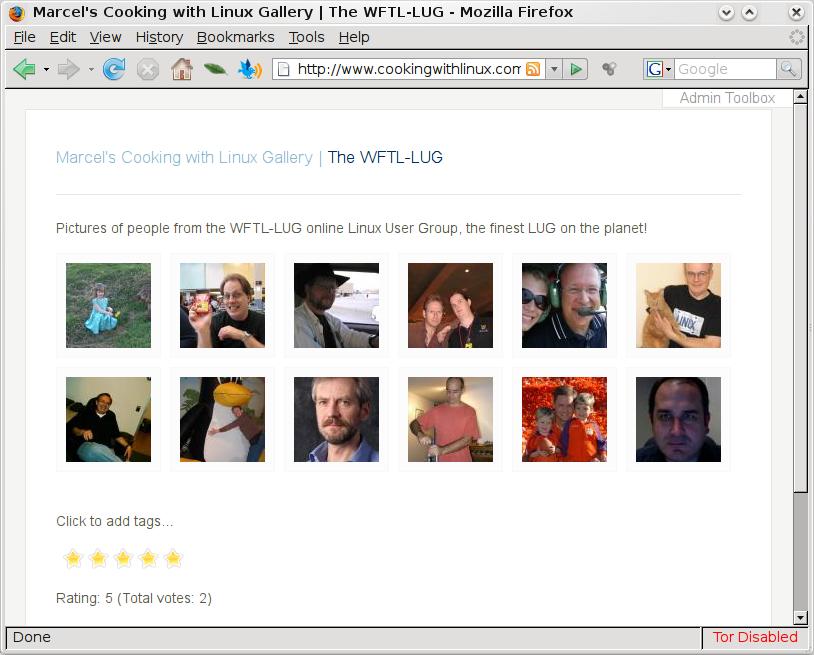 Marcel's Cooking with Linux Gallery | The WFTL-LUG - Mozilla Firefox
File Edit View History Bookmarks Tools Help
http://www.cookingwithlinux.com G Google
Admin Toolbox
Marcel's Cooking with Linux Gallery | The WFTL-LUG
Pictures of people from the WFTL-LUG online Linux User Group, the finest LUG on the planet!
LINUX
Click to add tags...
Rating: 5 (Total votes: 2)
Done Tor Disabled